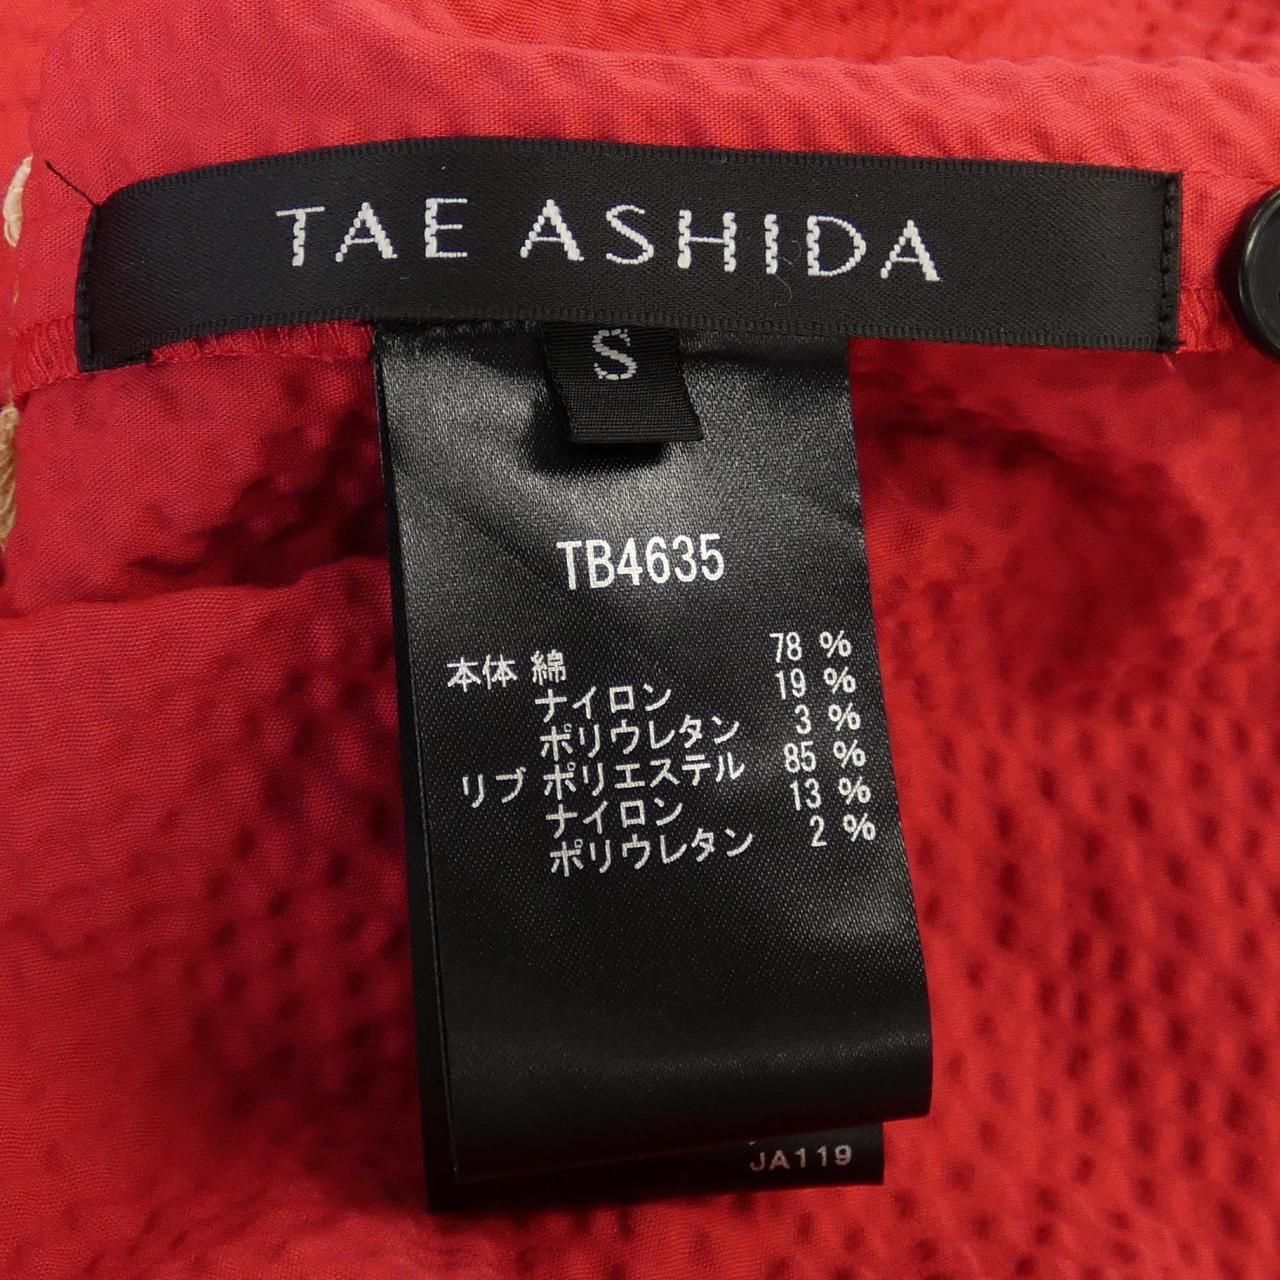 TAE ASHIDA
S
TB4635
本体 綿 78 %
ナイロン 19 %
ポリウレタン 3 %
リブ ポリエステル 85 %
ナイロン 13 %
ポリウレタン 2 %
JA119